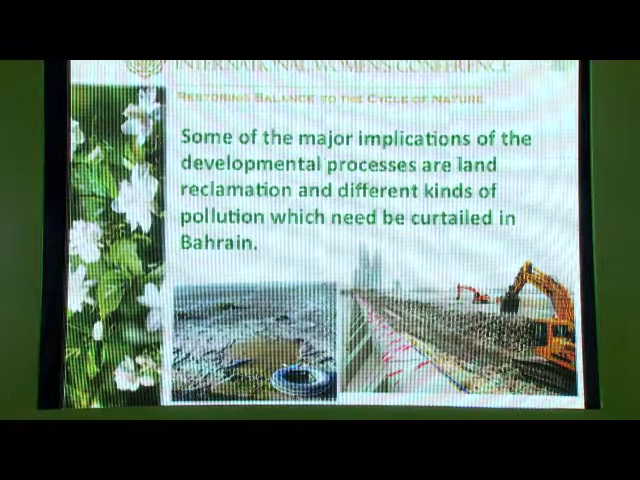 INTERNATIONAL WOMEN'S CONFERENCE
RESTORING BALANCE TO THE CYCLE OF NATURE
Some of the major implications of the
developmental processes are land
reclamation and different kinds of
pollution which need be curtailed in
Bahrain.